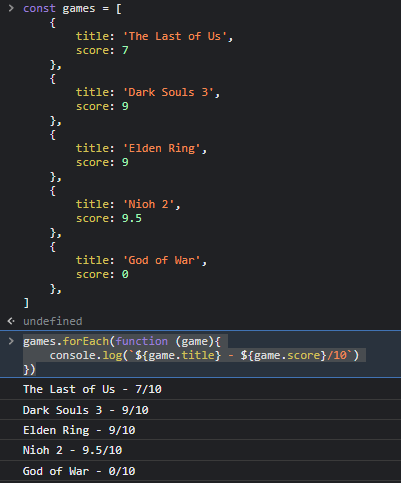 const games = [
    {
        title: 'The Last of Us',
        score: 7
    },
    {
        title: 'Dark Souls 3',
        score: 9
    },
    {
        title: 'Elden Ring',
        score: 9
    },
    {
        title: 'Nioh 2',
        score: 9.5
    },
    {
        title: 'God of War',
        score: 0
    },
]
undefined
games.forEach(function (game){
    console.log(`${game.title} - ${game.score}/10`)
})
The Last of Us - 7/10
Dark Souls 3 - 9/10
Elden Ring - 9/10
Nioh 2 - 9.5/10
God of War - 0/10